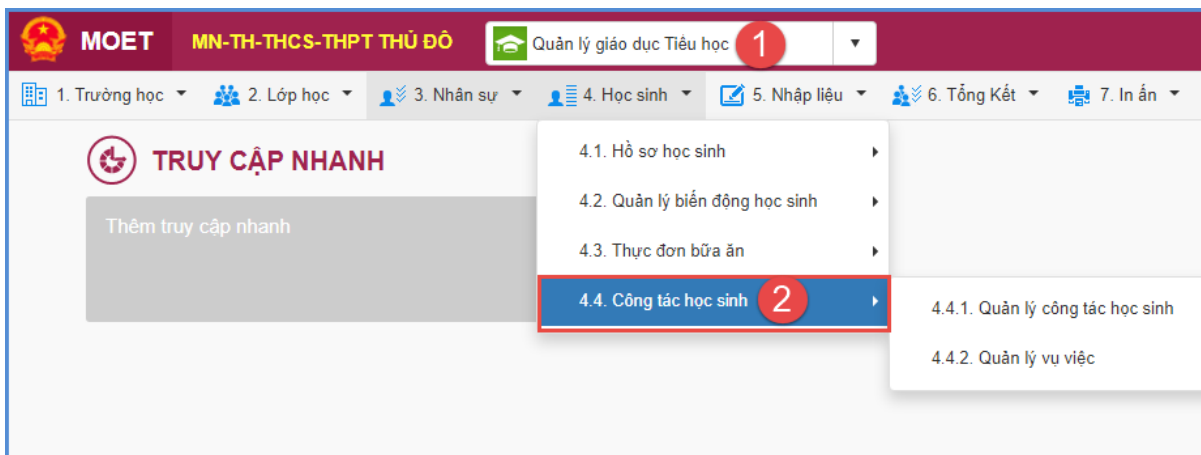 MOET MN-TH-THCS-THPT THỦ ĐÔ Quản lý giáo dục Tiểu học 1
1. Trường học 2. Lớp học 3. Nhân sự 4. Học sinh 5. Nhập liệu 6. Tổng Kết 7. In ấn
TRUY CẬP NHANH
Thêm truy cập nhanh
4.1. Hồ sơ học sinh
4.2. Quản lý biến động học sinh
4.3. Thực đơn bữa ăn
4.4. Công tác học sinh 2
4.4.1. Quản lý công tác học sinh
4.4.2. Quản lý vụ việc